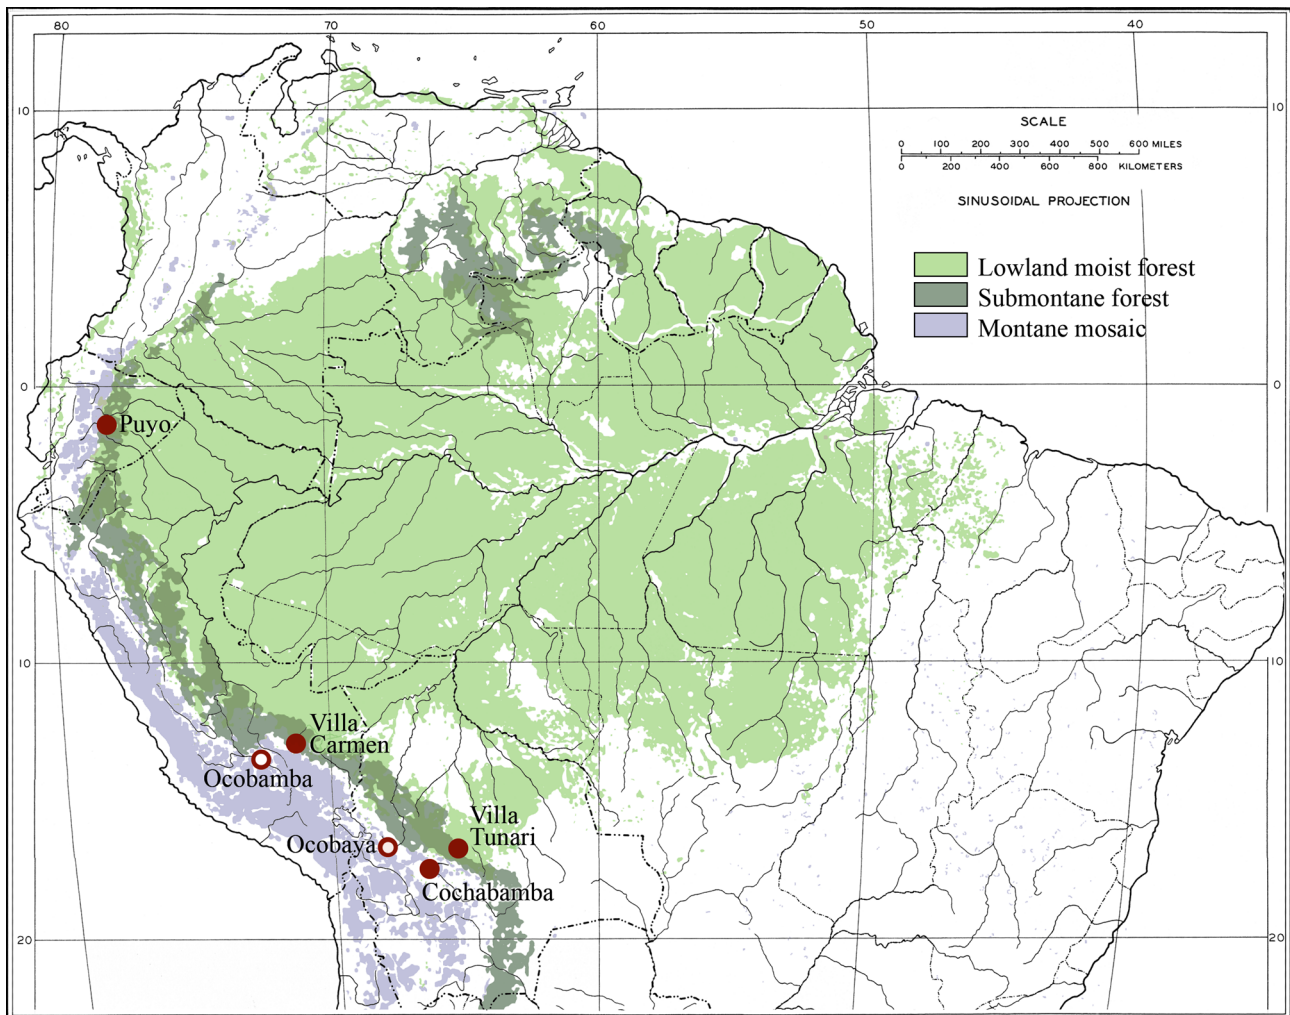 80 70 60 50 40
10 10
SCALE
0 100 200 300 400 500 600 MILES
0 200 400 600 800 KILOMETERS
SINUSOIDAL PROJECTION
Lowland moist forest
Submontane forest
Montane mosaic
0 0
Puyo
10 10
Villa
Carmen
Ocobamba
Villa
Tunari
Ocobaya
Cochabamba
20 20